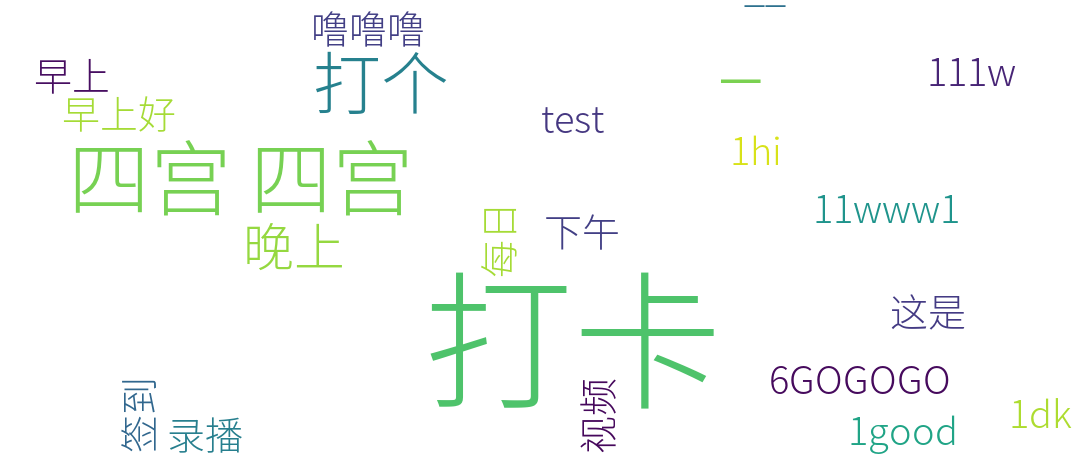 噜噜噜
打个
一
早上
111w
早上好
test
1hi
四宫 四宫
11www1
晚上
每日
下午
打卡
这是
6GOGOGO
签到
录播
视频
1good
1dk